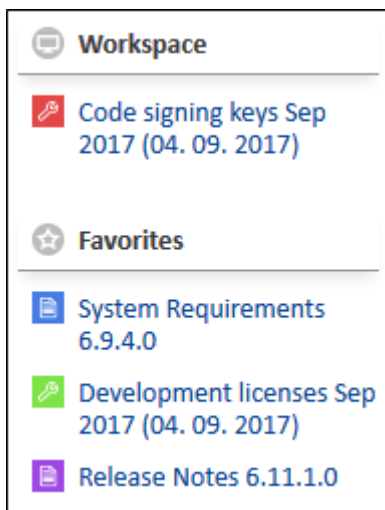 Workspace
Code signing keys Sep
2017 (04. 09. 2017)
Favorites
System Requirements
6.9.4.0
Development licenses Sep
2017 (04. 09. 2017)
Release Notes 6.11.1.0